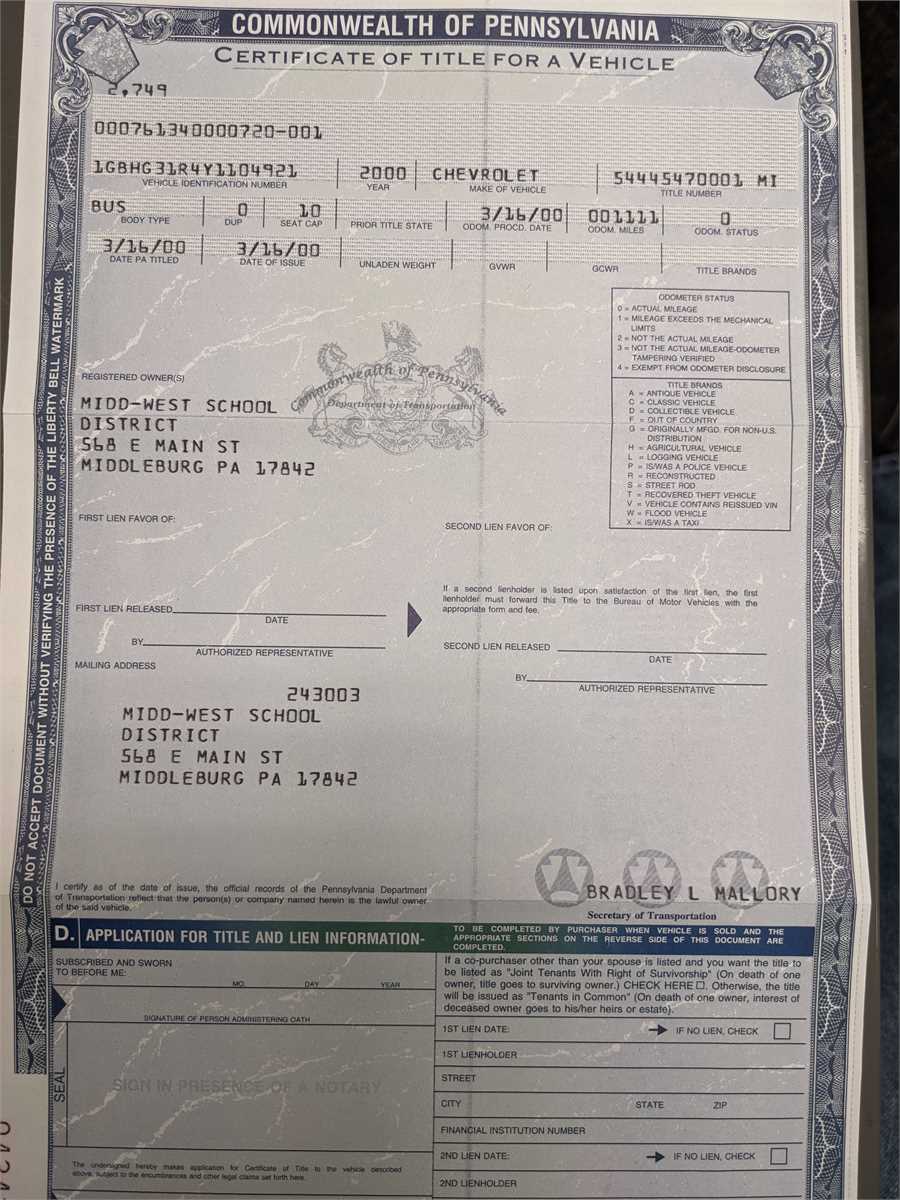 COMMONWEALTH OF PENNSYLVANIA
CERTIFICATE OF TITLE FOR A VEHICLE
2,749
000761340000720-001
1GBHG31R4Y1104921 2000 CHEVROLET 54445470001 MI
VEHICLE IDENTIFICATION NUMBER YEAR MAKE OF VEHICLE TITLE NUMBER
BUS 0 10 3/16/00 001111 0
BODY TYPE DUP SEAT CAP PRIOR TITLE STATE ODOM. PROCD. DATE ODOM. MILES ODOM. STATUS
3/16/00 3/16/00
DATE PA TITLED DATE OF ISSUE UNLADEN WEIGHT GVWR GCWR TITLE BRANDS
ODOMETER STATUS
0 = ACTUAL MILEAGE
1 = MILEAGE EXCEEDS THE MECHANICAL
LIMITS
2 = NOT THE ACTUAL MILEAGE
3 = NOT THE ACTUAL MILEAGE-ODOMETER
TAMPERING VERIFIED
4 = EXEMPT FROM ODOMETER DISCLOSURE
TITLE BRANDS
A = ANTIQUE VEHICLE
C = CLASSIC VEHICLE
D = COLLECTIBLE VEHICLE
F = OUT OF COUNTRY
G = ORIGINALLY MFGD. FOR NON-U.S.
DISTRIBUTION
H = AGRICULTURAL VEHICLE
L = LOGGING VEHICLE
P = IS/WAS A POLICE VEHICLE
R = RECONSTRUCTED
S = STREET ROD
T = RECOVERED THEFT VEHICLE
V = VEHICLE CONTAINS REISSUED VIN
W = FLOOD VEHICLE
X = IS/WAS A TAXI
Commonwealth of Pennsylvania
Department of Transportation
REGISTERED OWNER(S)
MIDD-WEST SCHOOL
DISTRICT
568 E MAIN ST
MIDDLEBURG PA 17842
FIRST LIEN FAVOR OF:
SECOND LIEN FAVOR OF:
FIRST LIEN RELEASED
DATE
BY
AUTHORIZED REPRESENTATIVE
If a second lienholder is listed upon satisfaction of the first lien, the first
lienholder must forward this Title to the Bureau of Motor Vehicles with the
appropriate form and fee.
SECOND LIEN RELEASED
DATE
BY
AUTHORIZED REPRESENTATIVE
MAILING ADDRESS
243003
MIDD-WEST SCHOOL
DISTRICT
568 E MAIN ST
MIDDLEBURG PA 17842
DO NOT ACCEPT DOCUMENT WITHOUT VERIFYING THE PRESENCE OF THE LIBERTY BELL WATERMARK
I certify as of the date of issue, the official records of the Pennsylvania Department
of Transportation reflect that the person(s) or company named herein is the lawful owner
of the said vehicle.
BRADLEY L MALLORY
Secretary of Transportation
D. APPLICATION FOR TITLE AND LIEN INFORMATION-
TO BE COMPLETED BY PURCHASER WHEN VEHICLE IS SOLD AND THE
APPROPRIATE SECTIONS ON THE REVERSE SIDE OF THIS DOCUMENT ARE
COMPLETED.
SUBSCRIBED AND SWORN
TO BEFORE ME:
MO. DAY YEAR
SIGNATURE OF PERSON ADMINISTERING OATH
SEAL
SIGN IN PRESENCE OF A NOTARY
The undersigned hereby makes application for Certificate of Title to the vehicle described
above, subject to the encumbrances and other legal claims set forth here.
If a co-purchaser other than your spouse is listed and you want the title to
be listed as "Joint Tenants With Right of Survivorship" (On death of one
owner, title goes to surviving owner.) CHECK HERE ☐. Otherwise, the title
will be issued as "Tenants in Common" (On death of one owner, interest of
deceased owner goes to his/her heirs or estate).
1ST LIEN DATE: → IF NO LIEN, CHECK ☐
1ST LIENHOLDER
STREET
CITY STATE ZIP
FINANCIAL INSTITUTION NUMBER
2ND LIEN DATE: → IF NO LIEN, CHECK ☐
2ND LIENHOLDER